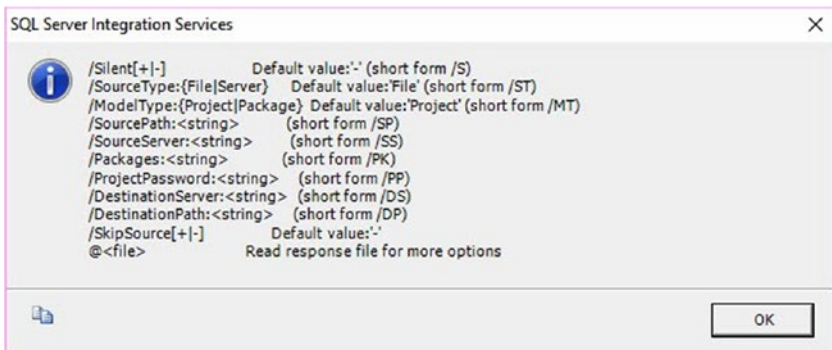 SQL Server Integration Services
/Silent[+|-] Default value:'-' (short form /S)
/SourceType:{File|Server} Default value:'File' (short form /ST)
/ModelType:{Project|Package} Default value:'Project' (short form /MT)
/SourcePath:<string> (short form /SP)
/SourceServer:<string> (short form /SS)
/Packages:<string> (short form /PK)
/ProjectPassword:<string> (short form /PP)
/DestinationServer:<string> (short form /DS)
/DestinationPath:<string> (short form /DP)
/SkipSource[+|-] Default value:'-'
@<file> Read response file for more options
OK